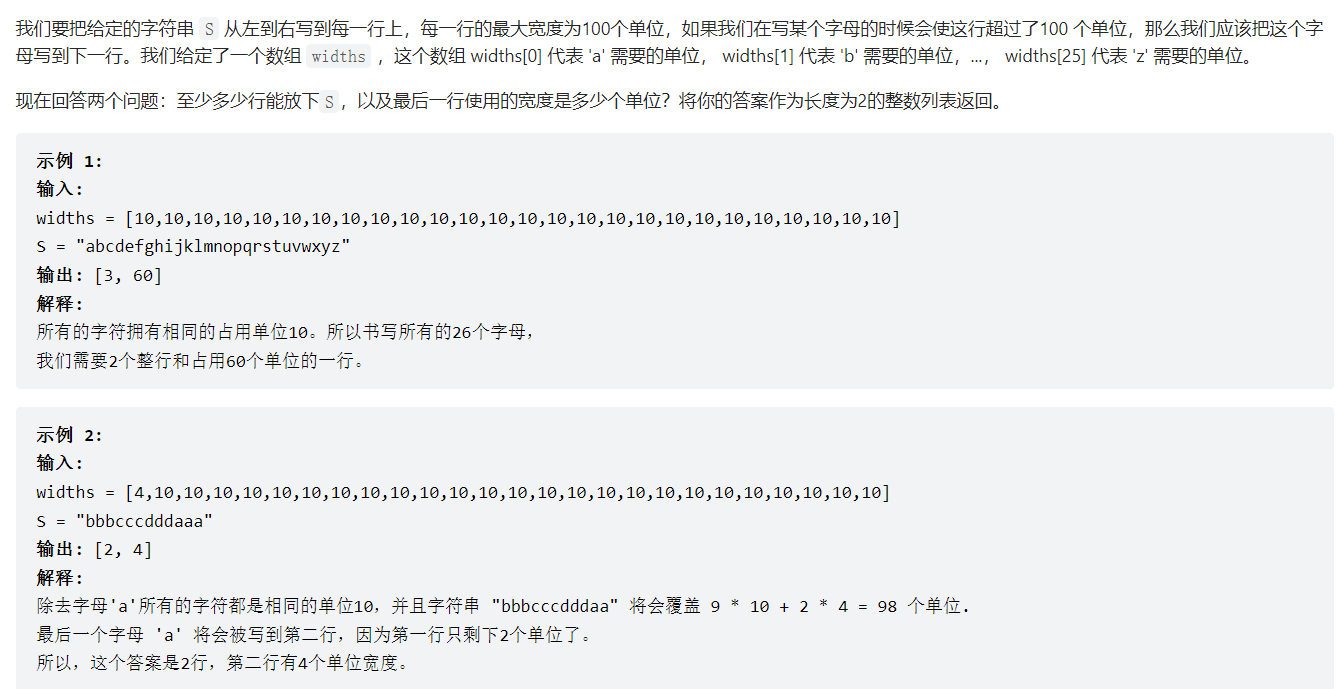 我们要把给定的字符串 S 从左到右写到每一行上，每一行的最大宽度为100个单位，如果我们在写某个字母的时候会使这行超过了100 个单位，那么我们应该把这个字
母写到下一行。我们给定了一个数组 widths ，这个数组 widths[0] 代表 'a' 需要的单位， widths[1] 代表 'b' 需要的单位，...， widths[25] 代表 'z' 需要的单位。
现在回答两个问题：至少多少行能放下S，以及最后一行使用的宽度是多少个单位？将你的答案作为长度为2的整数列表返回。
示例 1:
输入:
widths = [10,10,10,10,10,10,10,10,10,10,10,10,10,10,10,10,10,10,10,10,10,10,10,10,10,10]
S = "abcdefghijklmnopqrstuvwxyz"
输出: [3, 60]
解释:
所有的字符拥有相同的占用单位10。所以书写所有的26个字母，
我们需要2个整行和占用60个单位的一行。
示例 2:
输入:
widths = [4,10,10,10,10,10,10,10,10,10,10,10,10,10,10,10,10,10,10,10,10,10,10,10,10,10]
S = "bbbcccdddaaa"
输出: [2, 4]
解释:
除去字母'a'所有的字符都是相同的单位10，并且字符串 "bbbcccdddaa" 将会覆盖 9 * 10 + 2 * 4 = 98 个单位.
最后一个字母 'a' 将会被写到第二行，因为第一行只剩下2个单位了。
所以，这个答案是2行，第二行有4个单位宽度。